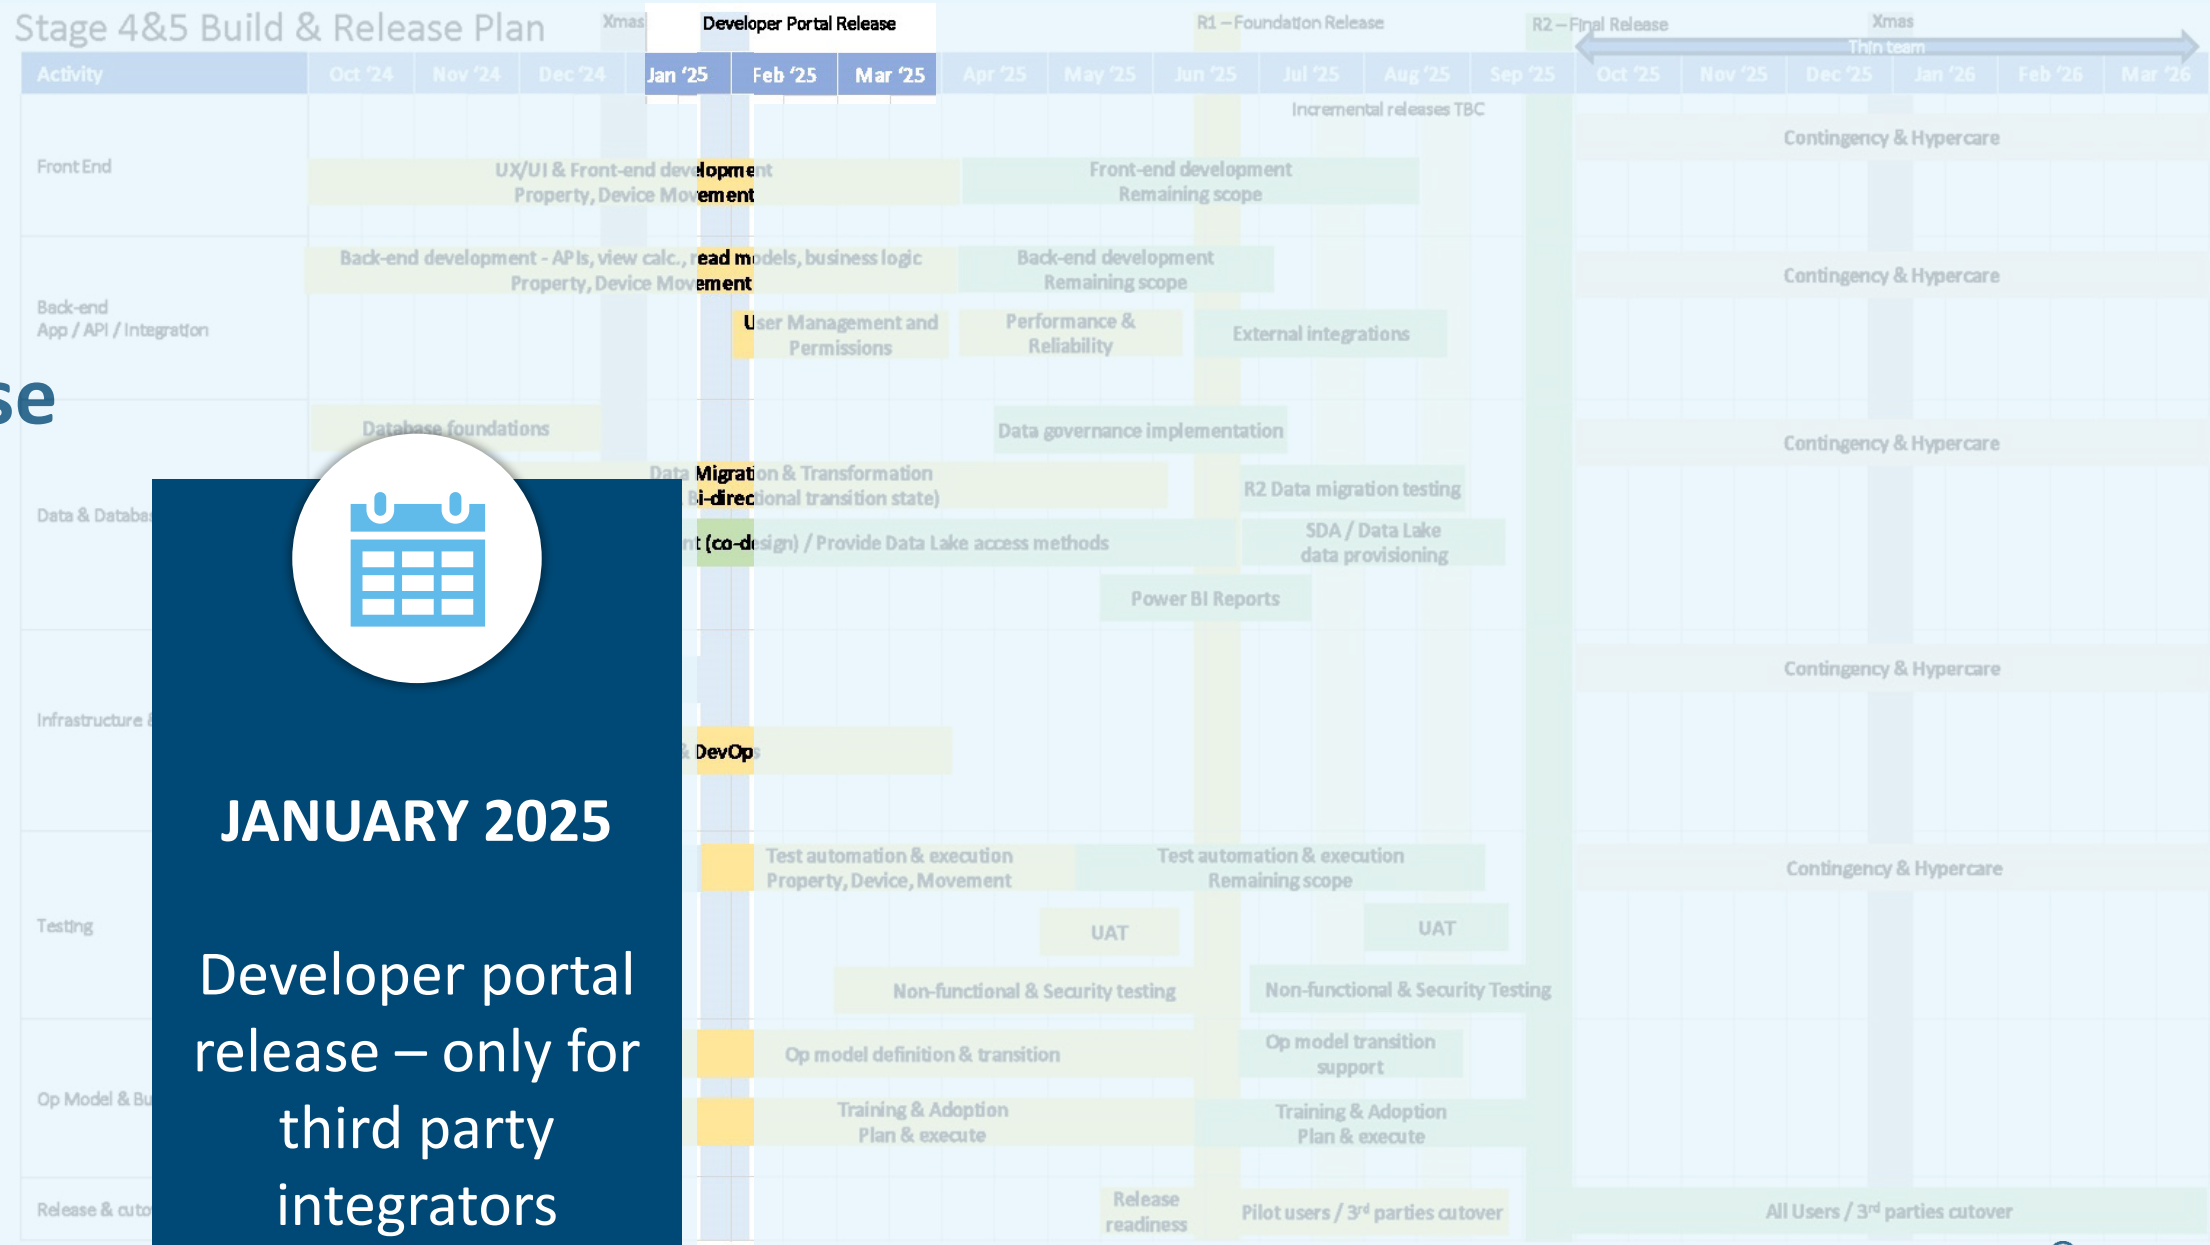 Stage 4&5 Build & Release Plan
Xmas
Developer Portal Release
R1 – Foundation Release
R2 – Final Release
Xmas
Thin team
Activity
Oct ‘24
Nov ‘24
Dec ‘24
Jan ‘25
Feb ‘25
Mar ‘25
Apr ‘25
May ‘25
Jun ‘25
Jul ‘25
Aug ‘25
Sep ‘25
Oct ‘25
Nov ‘25
Dec ‘25
Jan ‘26
Feb ‘26
Mar ‘26
Incremental releases TBC
Front End
UX/UI & Front-end development
Property, Device Movement
Front-end development
Remaining scope
Contingency & Hypercare
Back-end
App / API / Integration
Back-end development - APIs, view calc., read models, business logic
Property, Device Movement
Back-end development
Remaining scope
Contingency & Hypercare
User Management and
Permissions
Performance &
Reliability
External integrations
se
Data & Databas
Database foundations
Data governance implementation
Contingency & Hypercare
Data Migration & Transformation
Bi-directional transition state)
R2 Data migration testing
t (co-design) / Provide Data Lake access methods
SDA / Data Lake
data provisioning
Power BI Reports
Infrastructure &
Contingency & Hypercare
& DevOps
JANUARY 2025
Developer portal
release – only for
third party
integrators
Testing
Test automation & execution
Property, Device, Movement
Test automation & execution
Remaining scope
Contingency & Hypercare
UAT
UAT
Non-functional & Security testing
Non-functional & Security Testing
Op Model & Bu
Op model definition & transition
Op model transition
support
Training & Adoption
Plan & execute
Training & Adoption
Plan & execute
Release & cuto
Release
readiness
Pilot users / 3rd parties cutover
All Users / 3rd parties cutover